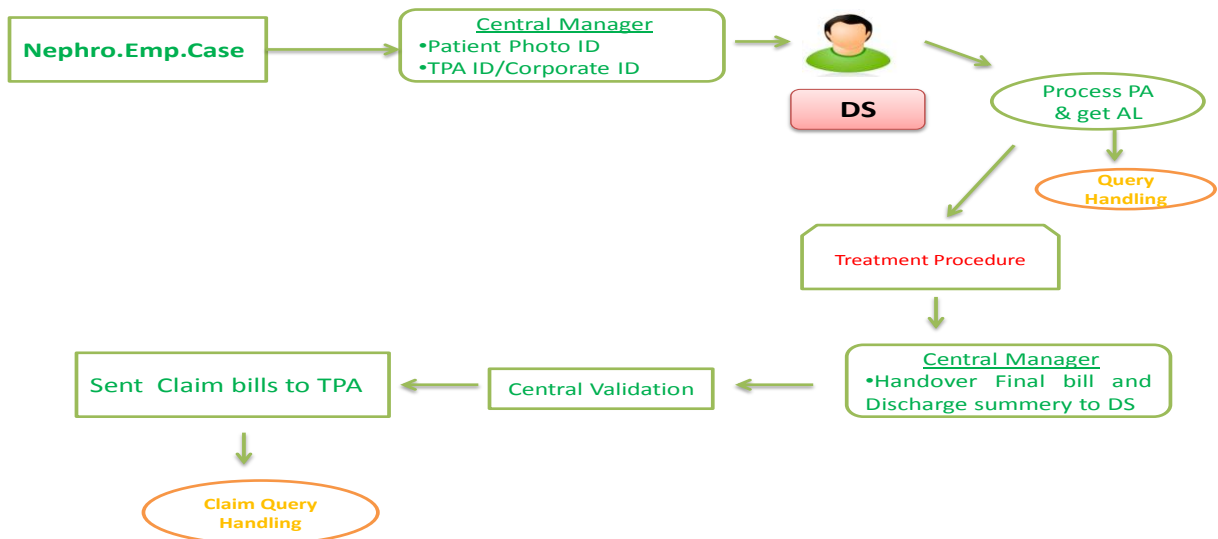 Nephro.Emp.Case
Central Manager
•Patient Photo ID
•TPA ID/Corporate ID
DS
Process PA
& get AL
Query
Handling
Treatment Procedure
Central Manager
•Handover Final bill and
Discharge summery to DS
Central Validation
Sent Claim bills to TPA
Claim Query
Handling